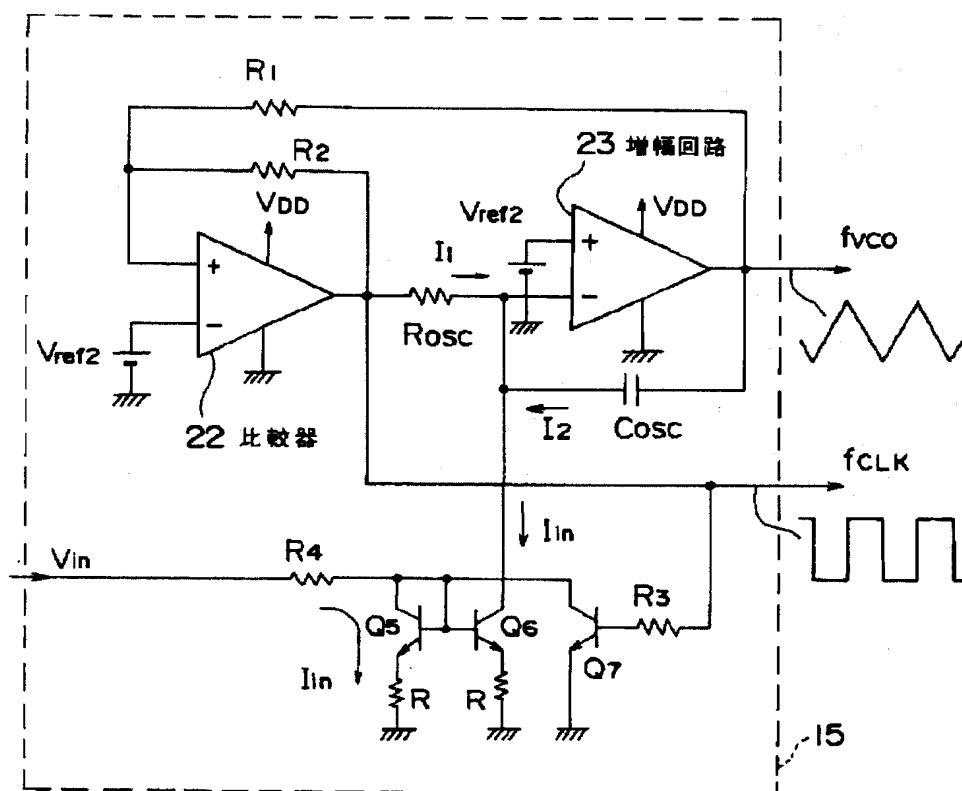 R1
R2
VDD
23 増幅回路
Vref2
VDD
fVCO
I1
ROSC
Vref2
22 比較器
I2
COSC
fCLK
Iin
Vin
R4
R3
Q5
Q6
Q7
Iin
R
R
15
+
-
+
-